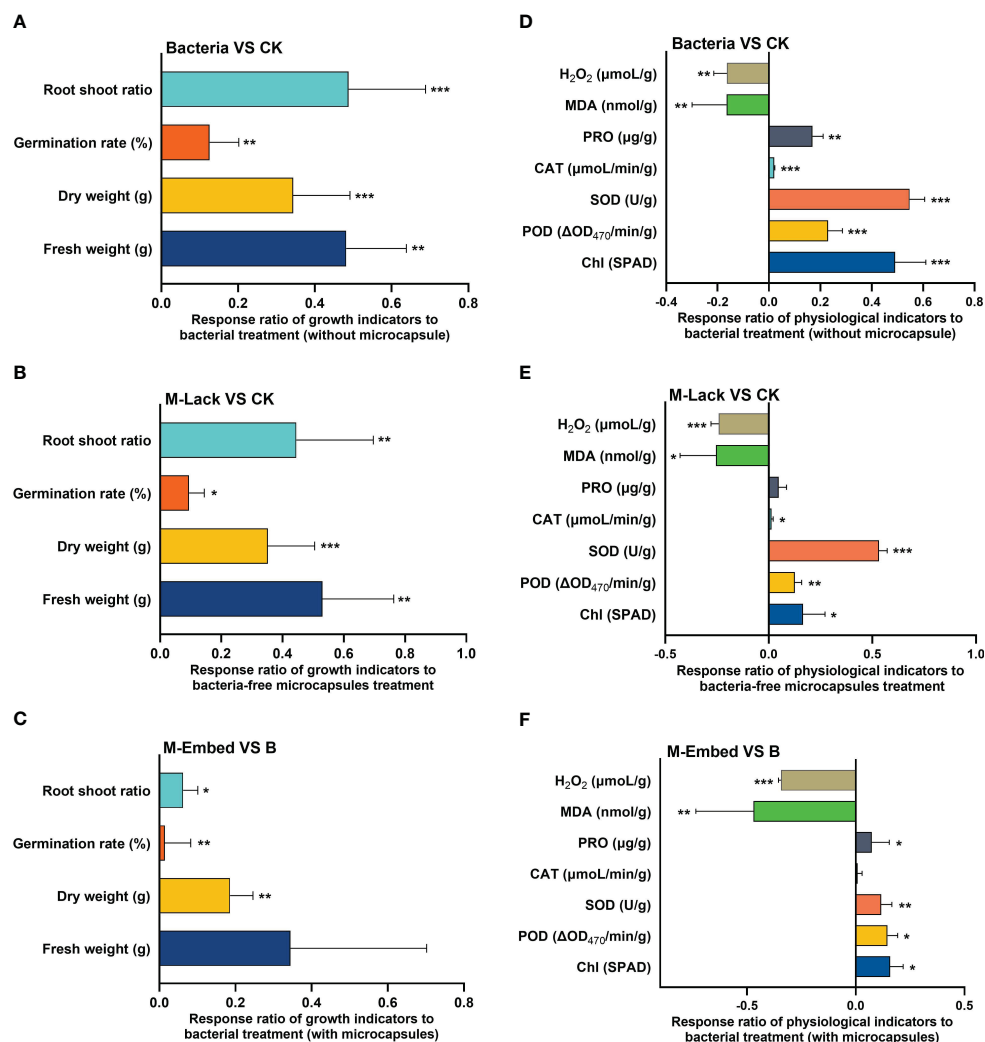 A
Bacteria VS CK
Root shoot ratio
***
Germination rate (%)
**
Dry weight (g)
***
Fresh weight (g)
**
0.0 0.2 0.4 0.6 0.8
Response ratio of growth indicators to
bacterial treatment (without microcapsule)
D
Bacteria VS CK
H₂O₂ (μmoL/g)
**
MDA (nmol/g)
**
PRO (μg/g)
**
CAT (μmoL/min/g)
***
SOD (U/g)
***
POD (ΔOD₄₇₀/min/g)
***
Chl (SPAD)
***
-0.4 -0.2 0.0 0.2 0.4 0.6 0.8
Response ratio of physiological indicators to
bacterial treatment (without microcapsule)
B
M-Lack VS CK
Root shoot ratio
**
Germination rate (%)
*
Dry weight (g)
***
Fresh weight (g)
**
0.0 0.2 0.4 0.6 0.8 1.0
Response ratio of growth indicators to
bacteria-free microcapsules treatment
E
M-Lack VS CK
H₂O₂ (μmoL/g)
***
MDA (nmol/g)
*
PRO (μg/g)
CAT (μmoL/min/g)
*
SOD (U/g)
***
POD (ΔOD₄₇₀/min/g)
**
Chl (SPAD)
*
-0.5 0.0 0.5 1.0
Response ratio of physiological indicators to
bacteria-free microcapsules treatment
C
M-Embed VS B
Root shoot ratio
*
Germination rate (%)
**
Dry weight (g)
**
Fresh weight (g)
0.0 0.2 0.4 0.6 0.8
Response ratio of growth indicators to
bacterial treatment (with microcapsules)
F
M-Embed VS B
H₂O₂ (μmoL/g)
***
MDA (nmol/g)
**
PRO (μg/g)
*
CAT (μmoL/min/g)
SOD (U/g)
**
POD (ΔOD₄₇₀/min/g)
*
Chl (SPAD)
*
-0.5 0.0 0.5
Response ratio of physiological indicators to
bacterial treatment (with microcapsules)